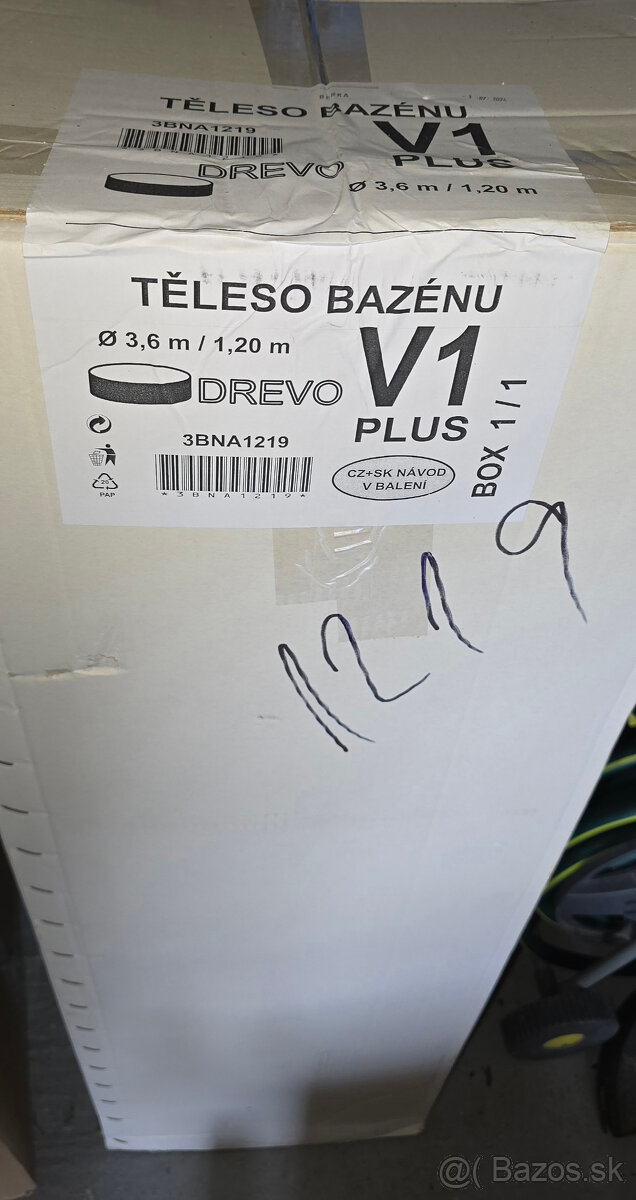 TĚLESO BAZÉNU
3BNA1219
V1
PLUS
DREVO
Ø 3,6 m / 1,20 m
TĚLESO BAZÉNU
Ø 3,6 m / 1,20 m
V1
DREVO
PLUS
3BNA1219
*3BNA1219*
CZ+SK NÁVOD
V BALENÍ
BOX 1/1
20
PAP
1219
@( Bazos.sk